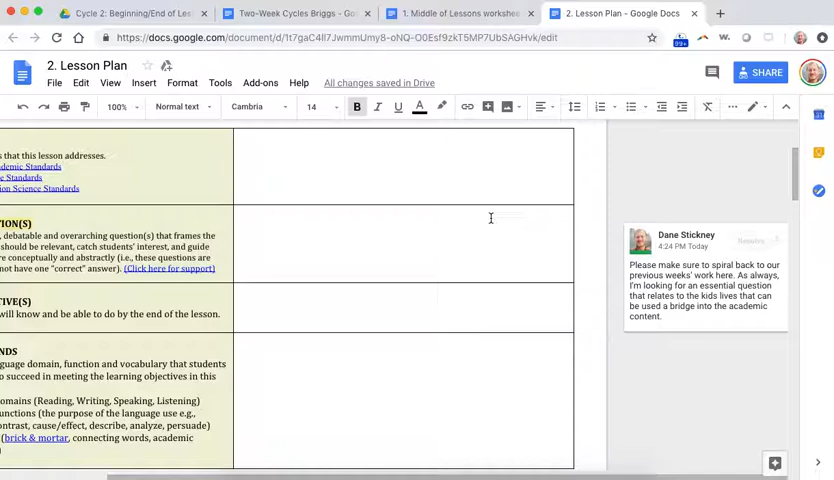 Cycle 2: Beginning/End of Les
Two-Week Cycles Briggs - Go
1. Middle of Lessons workshee
2. Lesson Plan - Google Docs
https://docs.google.com/document/d/1t7gaC4ll7JwmmUmy8-oNQ-O0Esf9zkT5MP7UbSAGHvk/edit
99+
2. Lesson Plan
File Edit View Insert Format Tools Add-ons Help All changes saved in Drive
SHARE
100% Normal text Cambria 14 B I U A
s that this lesson addresses.
demic Standards
e Standards
ion Science Standards
TION(S)
, debatable and overarching question(s) that frames the
should be relevant, catch students' interest, and guide
re conceptually and abstractly (i.e., these questions are
not have one "correct" answer). (Click here for support)
TIVE(S)
will know and be able to do by the end of the lesson.
NDS
guage domain, function and vocabulary that students
o succeed in meeting the learning objectives in this
omains (Reading, Writing, Speaking, Listening)
unctions (the purpose of the language use e.g.,
ontrast, cause/effect, describe, analyze, persuade)
(brick & mortar, connecting words, academic
)
Dane Stickney
4:24 PM Today
Resolve
Please make sure to spiral back to our
previous weeks' work here. As always,
I'm looking for an essential question
that relates to the kids lives that can
be used a bridge into the academic
content.